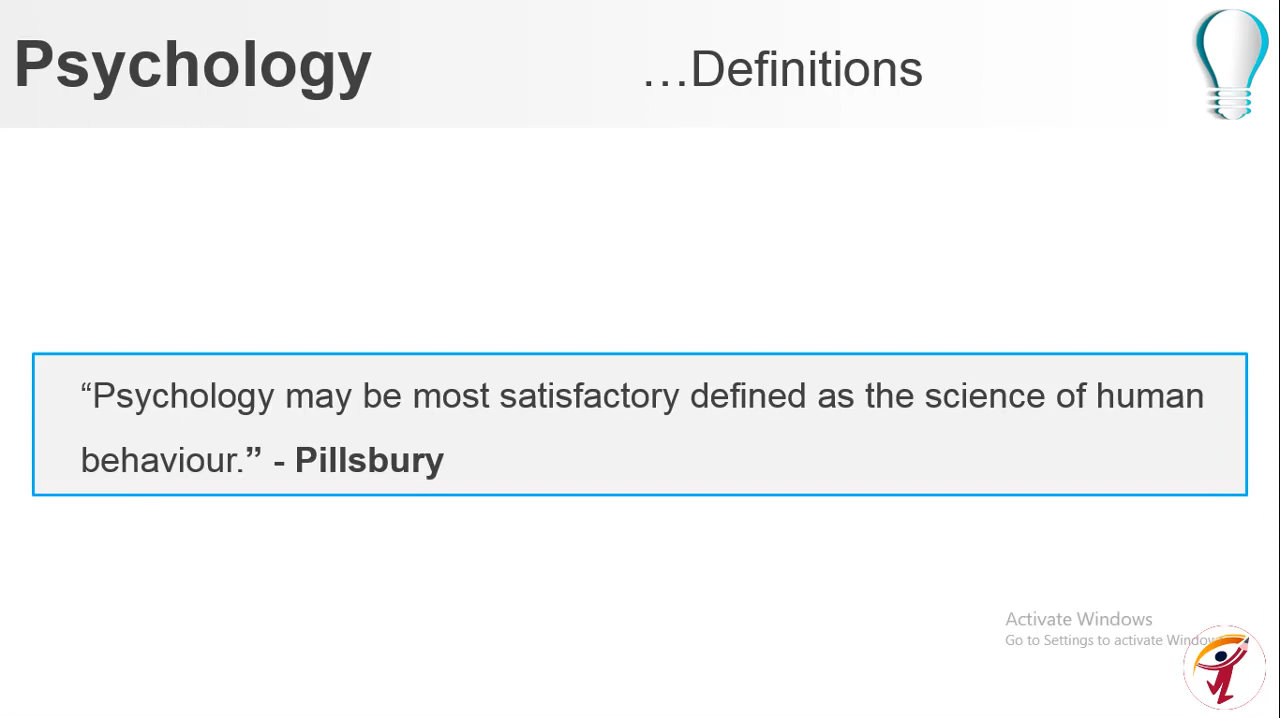 Psychology …Definitions
“Psychology may be most satisfactory defined as the science of human
behaviour.” - Pillsbury
Activate Windows
Go to Settings to activate